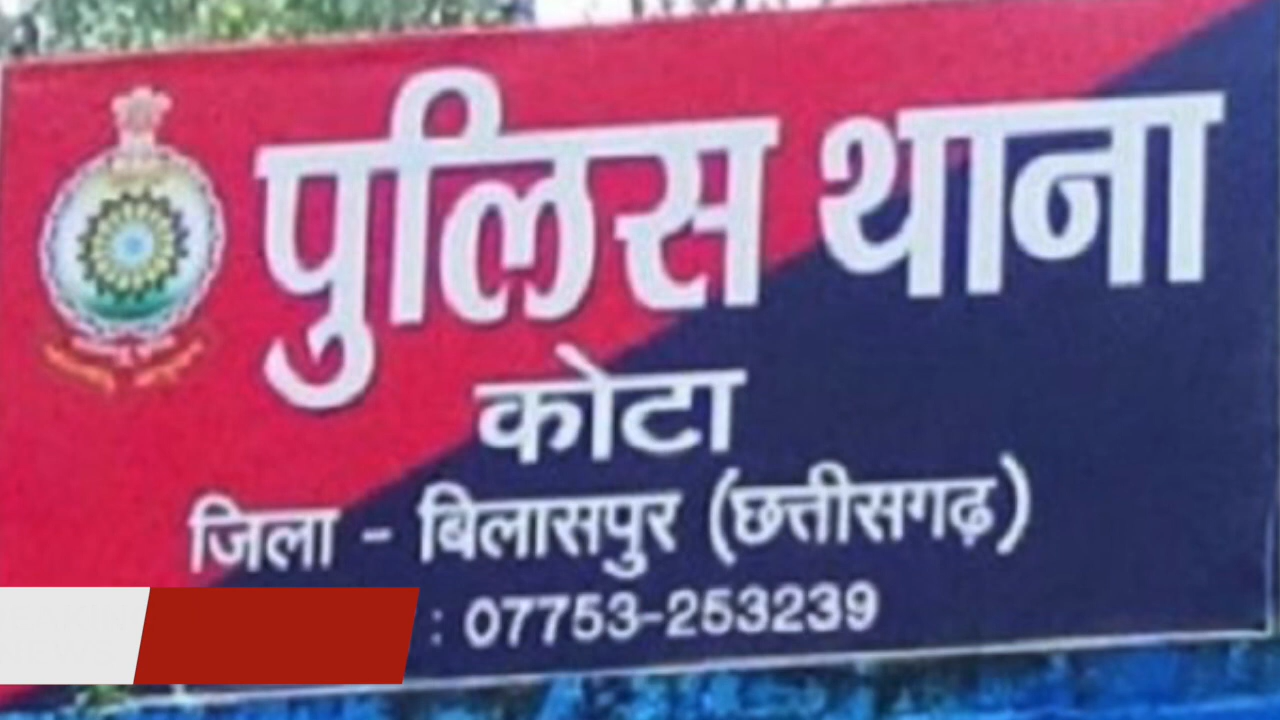 पुलिस थाना
कोटा
जिला - बिलासपुर (छत्तीसगढ़)
: 07753-253239